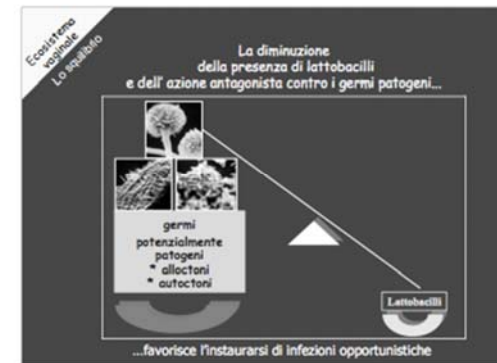 Ecosistema
vaginale
Lo squilibrio
La diminuzione
della presenza di lattobacilli
e dell' azione antagonista contro i germi patogeni...
germi
potenzialmente
patogeni
* alloctoni
* autoctoni
Lattobacilli
...favorisce l'instaurarsi di infezioni opportunistiche